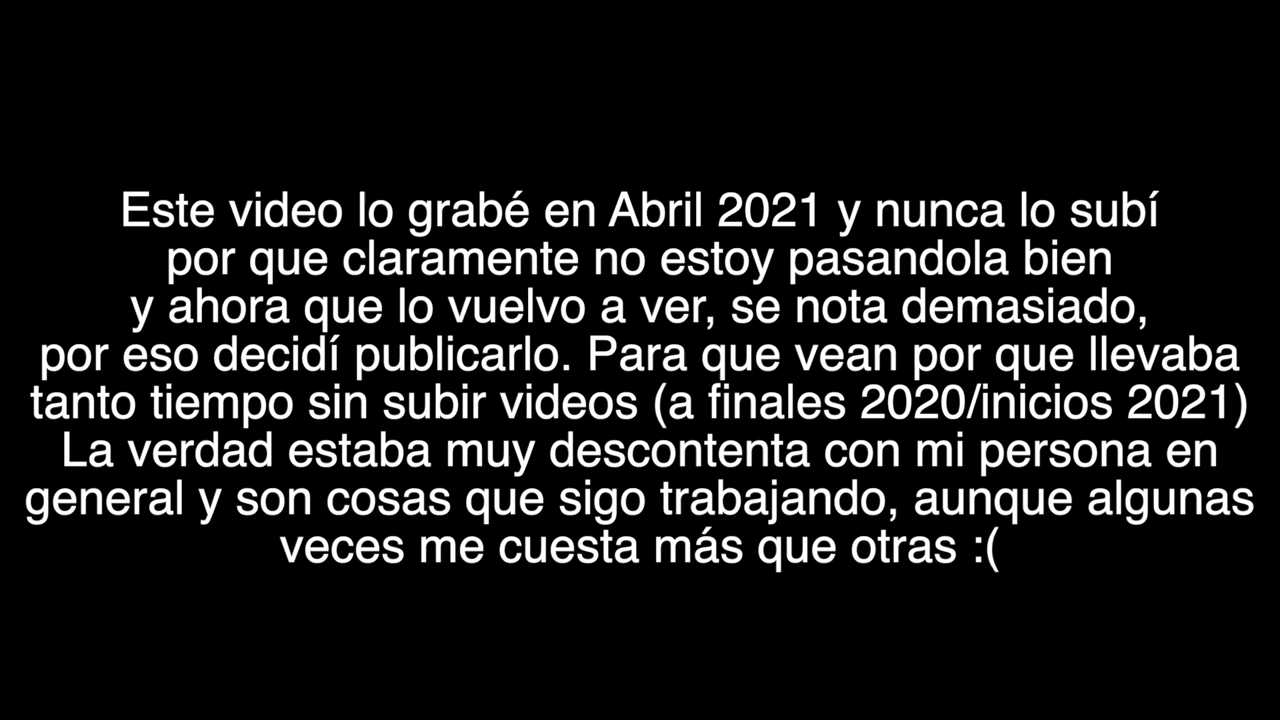 Este video lo grabé en Abril 2021 y nunca lo subí
por que claramente no estoy pasandola bien
y ahora que lo vuelvo a ver, se nota demasiado,
por eso decidí publicarlo. Para que vean por que llevaba
tanto tiempo sin subir videos (a finales 2020/inicios 2021)
La verdad estaba muy descontenta con mi persona en
general y son cosas que sigo trabajando, aunque algunas
veces me cuesta más que otras :(